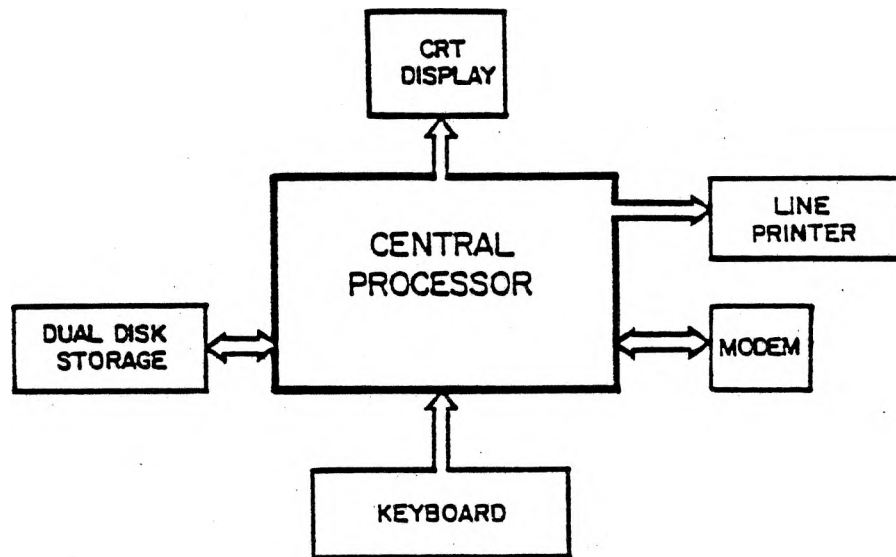 CRT
DISPLAY
CENTRAL
PROCESSOR
LINE
PRINTER
DUAL DISK
STORAGE
MODEM
KEYBOARD